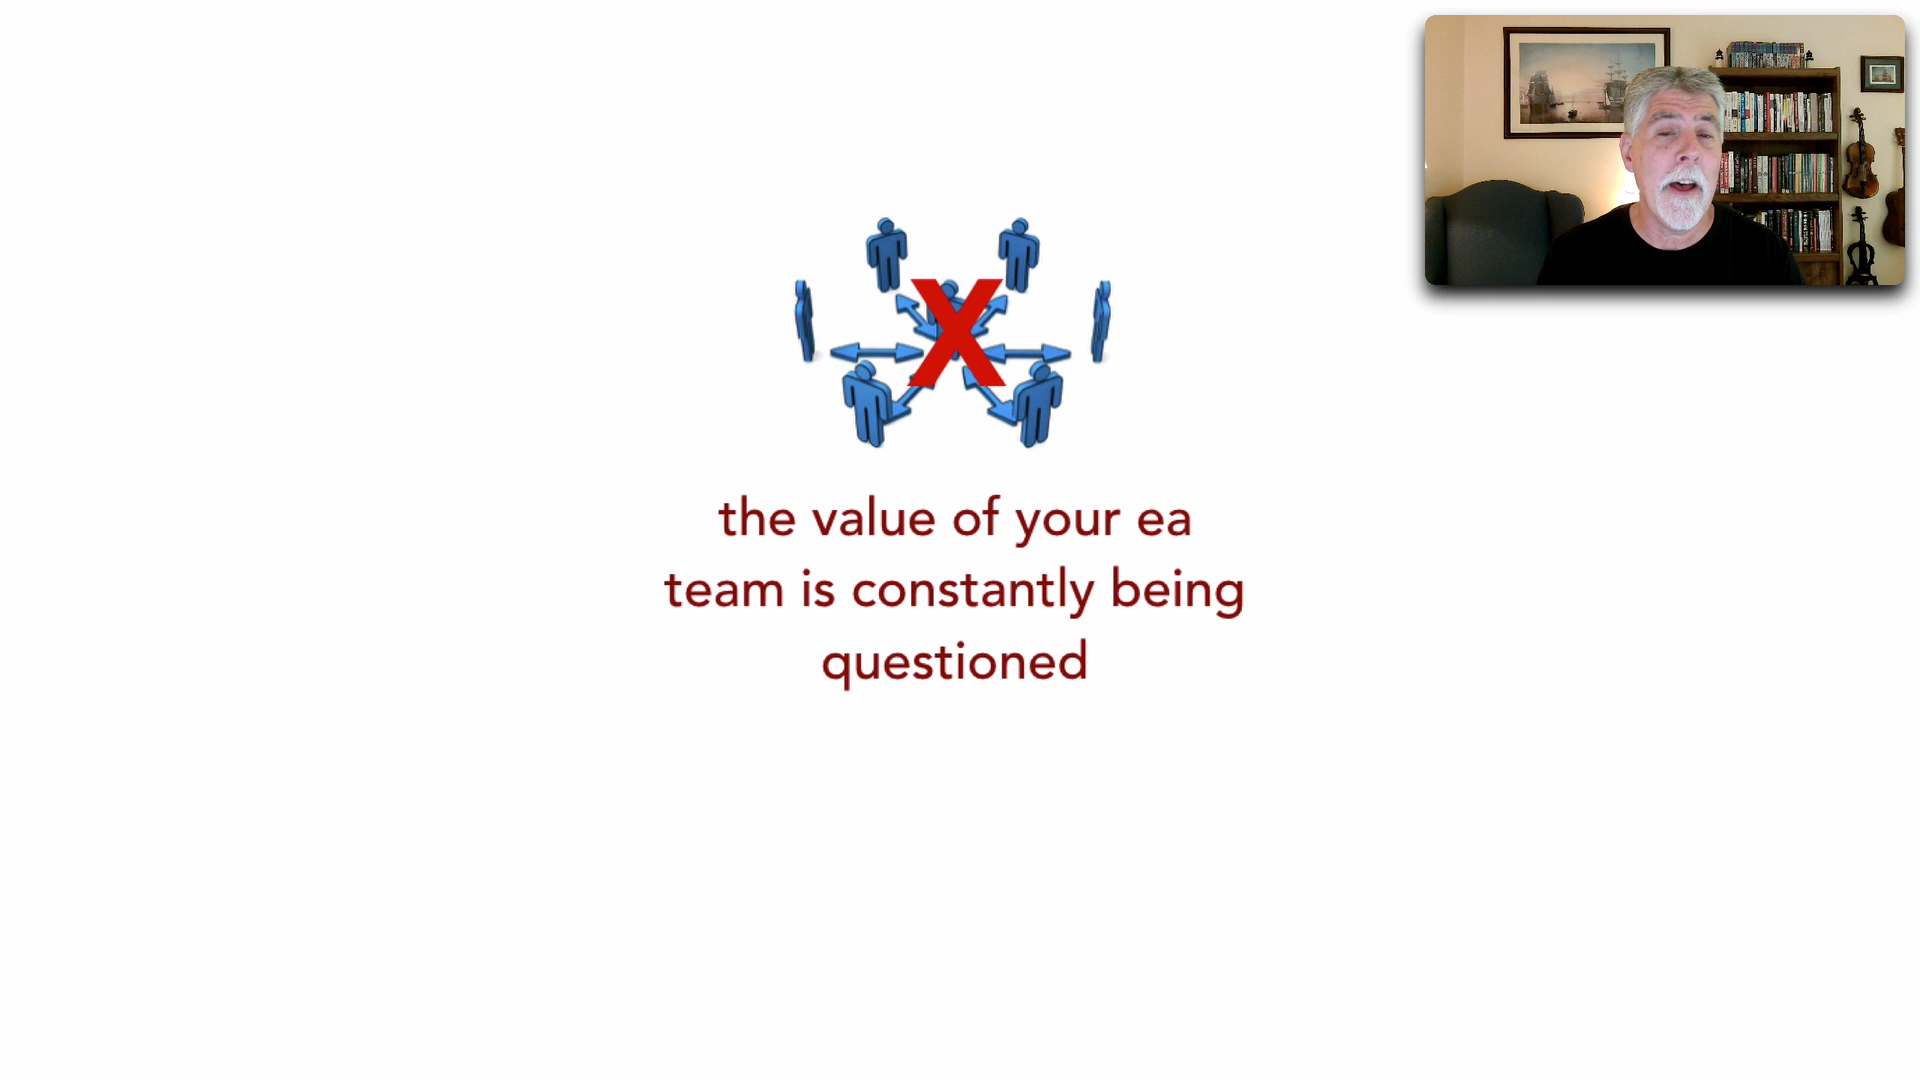 the value of your ea
team is constantly being
questioned